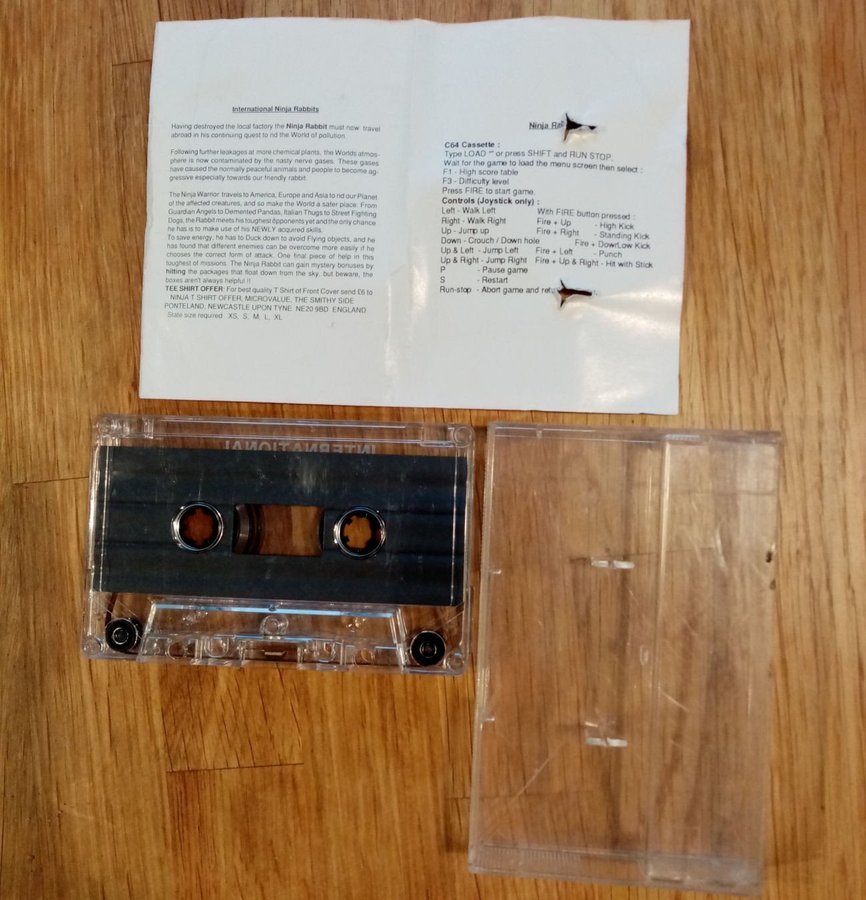 International Ninja Rabbits
Having destroyed the local factory the Ninja Rabbit must now travel
abroad in his continuing quest to rid the World of pollution.
Following further leakages at more chemical plants, the Worlds atmos-
phere is now contaminated by the nasty nerve gases. These gases
have caused the normally peaceful animals and people to become ag-
gressive especially towards our friendly rabbit.
The Ninja Warrior travels to America, Europe and Asia to rid our Planet
of the affected creatures, and so make the World a safer place. From
Guardian Angels to Demented Pandas, Italian Thugs to Street Fighting
Dogs, the Rabbit meets his toughest opponents yet and the only chance
he has is to make use of his NEWLY acquired skills.
To save energy, he has to Duck down to avoid Flying objects, and he
has found that different enemies can be overcome more easily if he
chooses the correct form of attack. One final piece of help in this
toughest of missions. The Ninja Rabbit can gain mystery bonuses by
hitting the packages that float down from the sky, but beware, the
boxes aren't always helpful !!
TEE SHIRT OFFER For best quality T Shirt of Front Cover send £6 to
NINJA T SHIRT OFFER, MICROVALUE, THE SMITHY SIDE
PONTELAND, NEWCASTLE UPON TYNE NE20 9BD ENGLAND
State size required XS, S, M, L, XL
Ninja
C64 Cassette :
Type LOAD "" or press SHIFT and RUN STOP.
Wait for the game to load the menu screen then select :
F1 - High score table
F3 - Difficulty level
Press FIRE to start game.
Controls (Joystick only) :
Left - Walk Left With FIRE button pressed :
Right - Walk Right Fire + Up - High Kick
Up - Jump up Fire + Right - Standing Kick
Down - Crouch / Down hole Fire + Down Low Kick
Up & Left - Jump Left Fire + Left - Punch
Up & Right - Jump Right Fire + Up & Right - Hit with Stick
P - Pause game
S - Restart
Run-stop - Abort game and
INTERNATIONAL